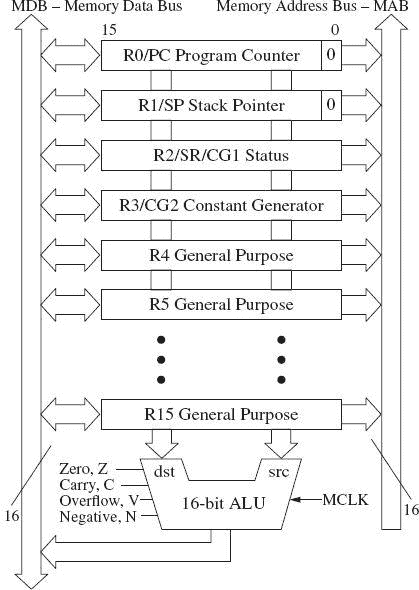 MDB – Memory Data Bus
Memory Address Bus – MAB
15
0
R0/PC Program Counter
0
R1/SP Stack Pointer
0
R2/SR/CG1 Status
R3/CG2 Constant Generator
R4 General Purpose
R5 General Purpose
R15 General Purpose
dst
src
Zero, Z
Carry, C
Overflow, V
Negative, N
16-bit ALU
MCLK
16
16